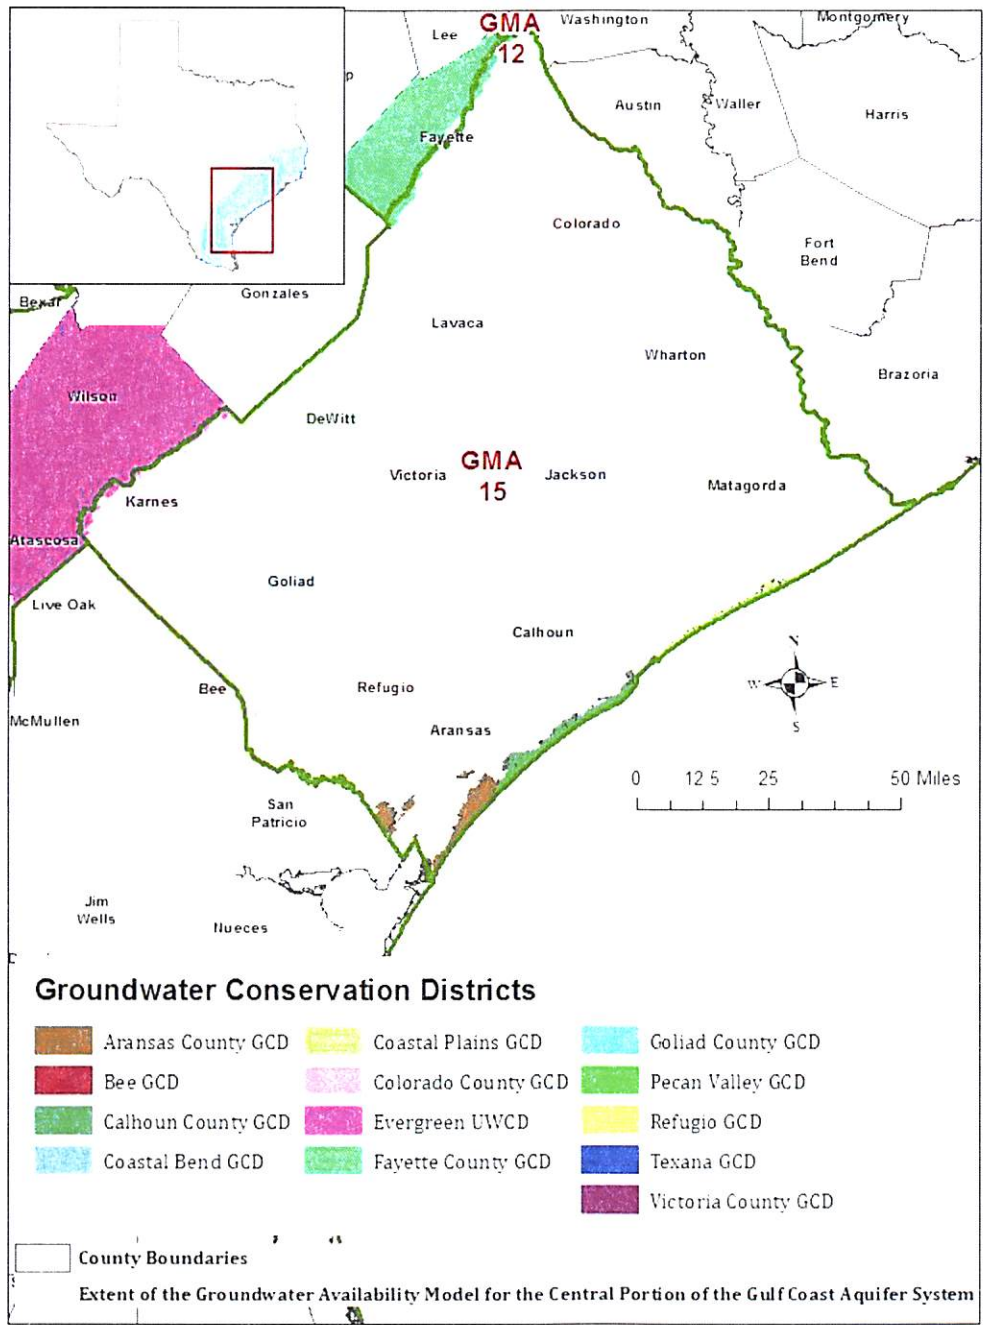 GMA
12
Washington
Montgomery
Lee
p
Austin
Waller
Harris
Fayette
Colorado
Fort
Bend
Gonzales
Bexar
Lavaca
Wharton
Brazoria
Wilson
DeWitt
GMA
15
Victoria
Jackson
Matagorda
Karnes
Atascosa
Goliad
Live Oak
Calhoun
N
W
E
S
Bee
Refugio
McMullen
Aransas
0 12 5 25 50 Miles
San
Patricio
Jim
Wells
Nueces
Groundwater Conservation Districts
Aransas County GCD
Bee GCD
Calhoun County GCD
Coastal Bend GCD
Coastal Plains GCD
Colorado County GCD
Evergreen UWCD
Fayette County GCD
Goliad County GCD
Pecan Valley GCD
Refugio GCD
Texana GCD
Victoria County GCD
County Boundaries
Extent of the Groundwater Availability Model for the Central Portion of the Gulf Coast Aquifer System